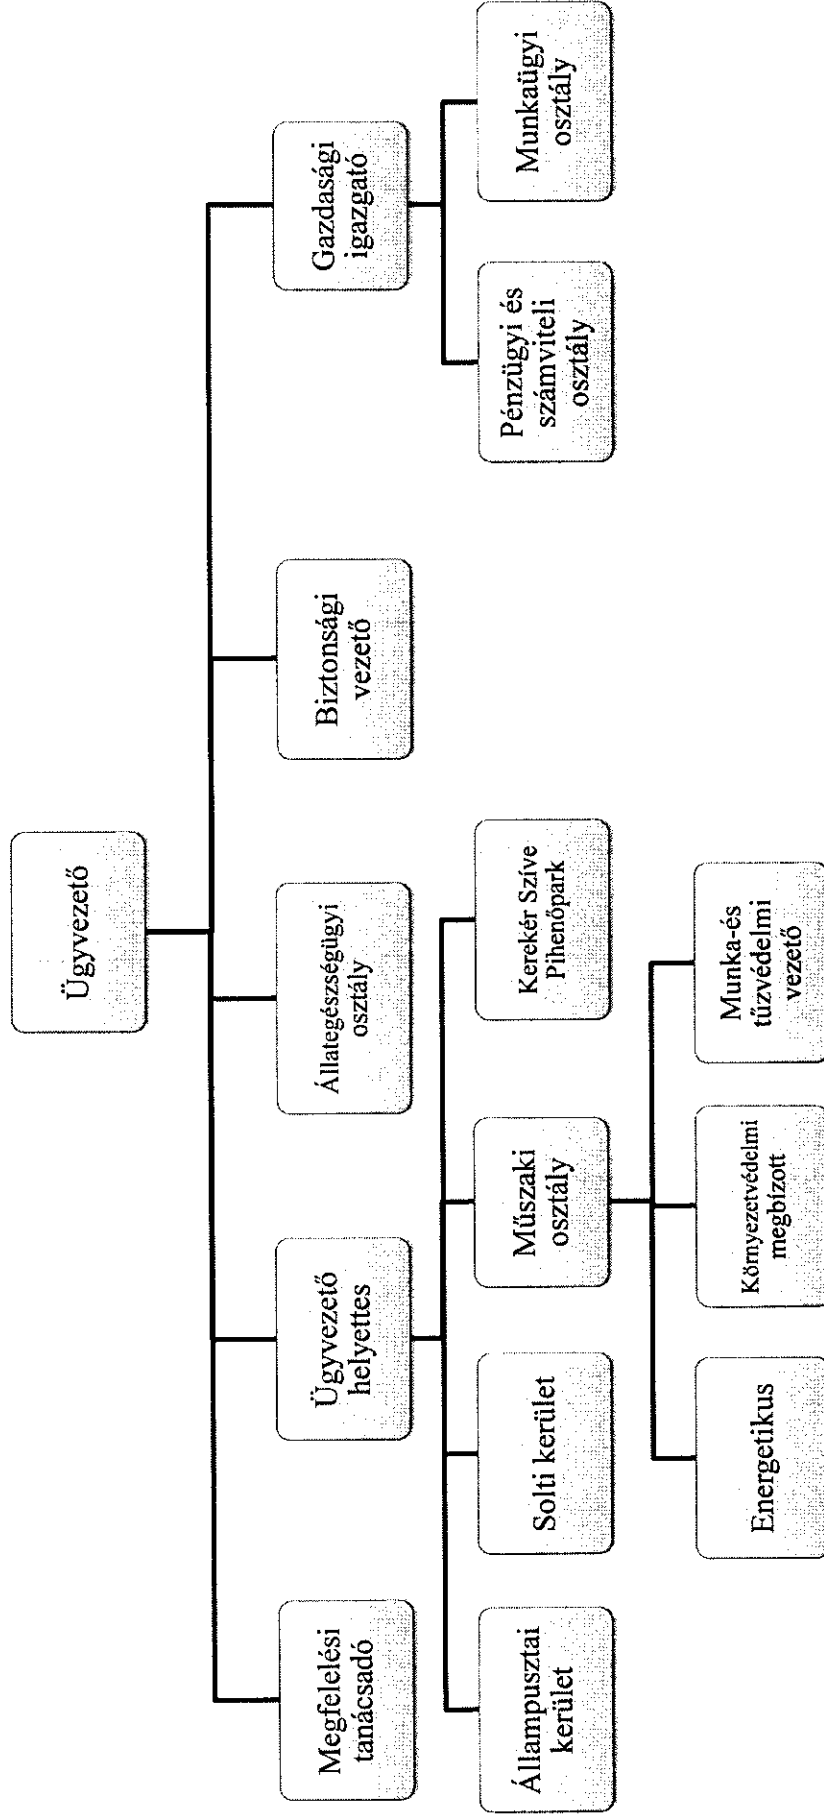 Ügyvezető
Megfelelési
tanácsadó
Ügyvezető
helyettes
Állategészségügyi
osztály
Biztonsági
vezető
Gazdasági
igazgató
Állampusztai
kerület
Solti kerület
Műszaki
osztály
Kerekér Szíve
Pihenőpark
Pénzügyi és
számviteli
osztály
Munkaügyi
osztály
Energetikus
Környezetvédelmi
megbízott
Munka-és
tűzvédelmi
vezető